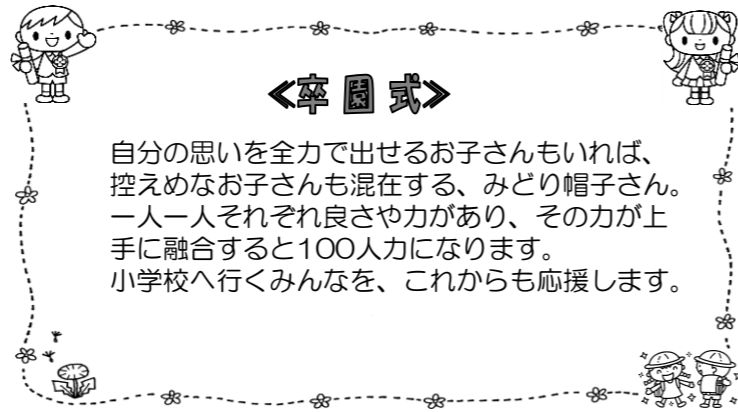 ≪卒園式≫
自分の思いを全力で出せるお子さんもいれば、
控えめなお子さんも混在する、みどり帽子さん。
一人一人それぞれ良さや力があり、その力が上
手に融合すると100人力になります。
小学校へ行くみんなを、これからも応援します。